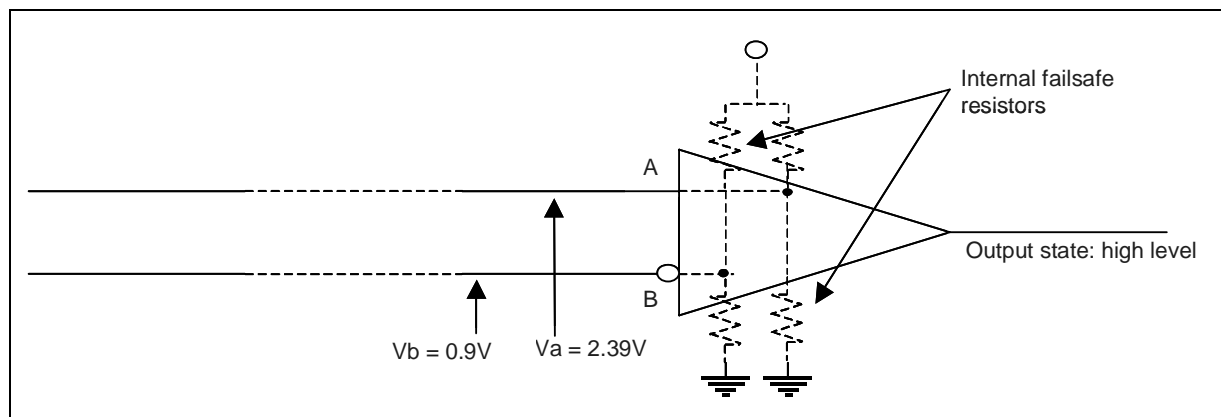 Internal failsafe
resistors
A
Output state: high level
B
Vb = 0.9V
Va = 2.39V